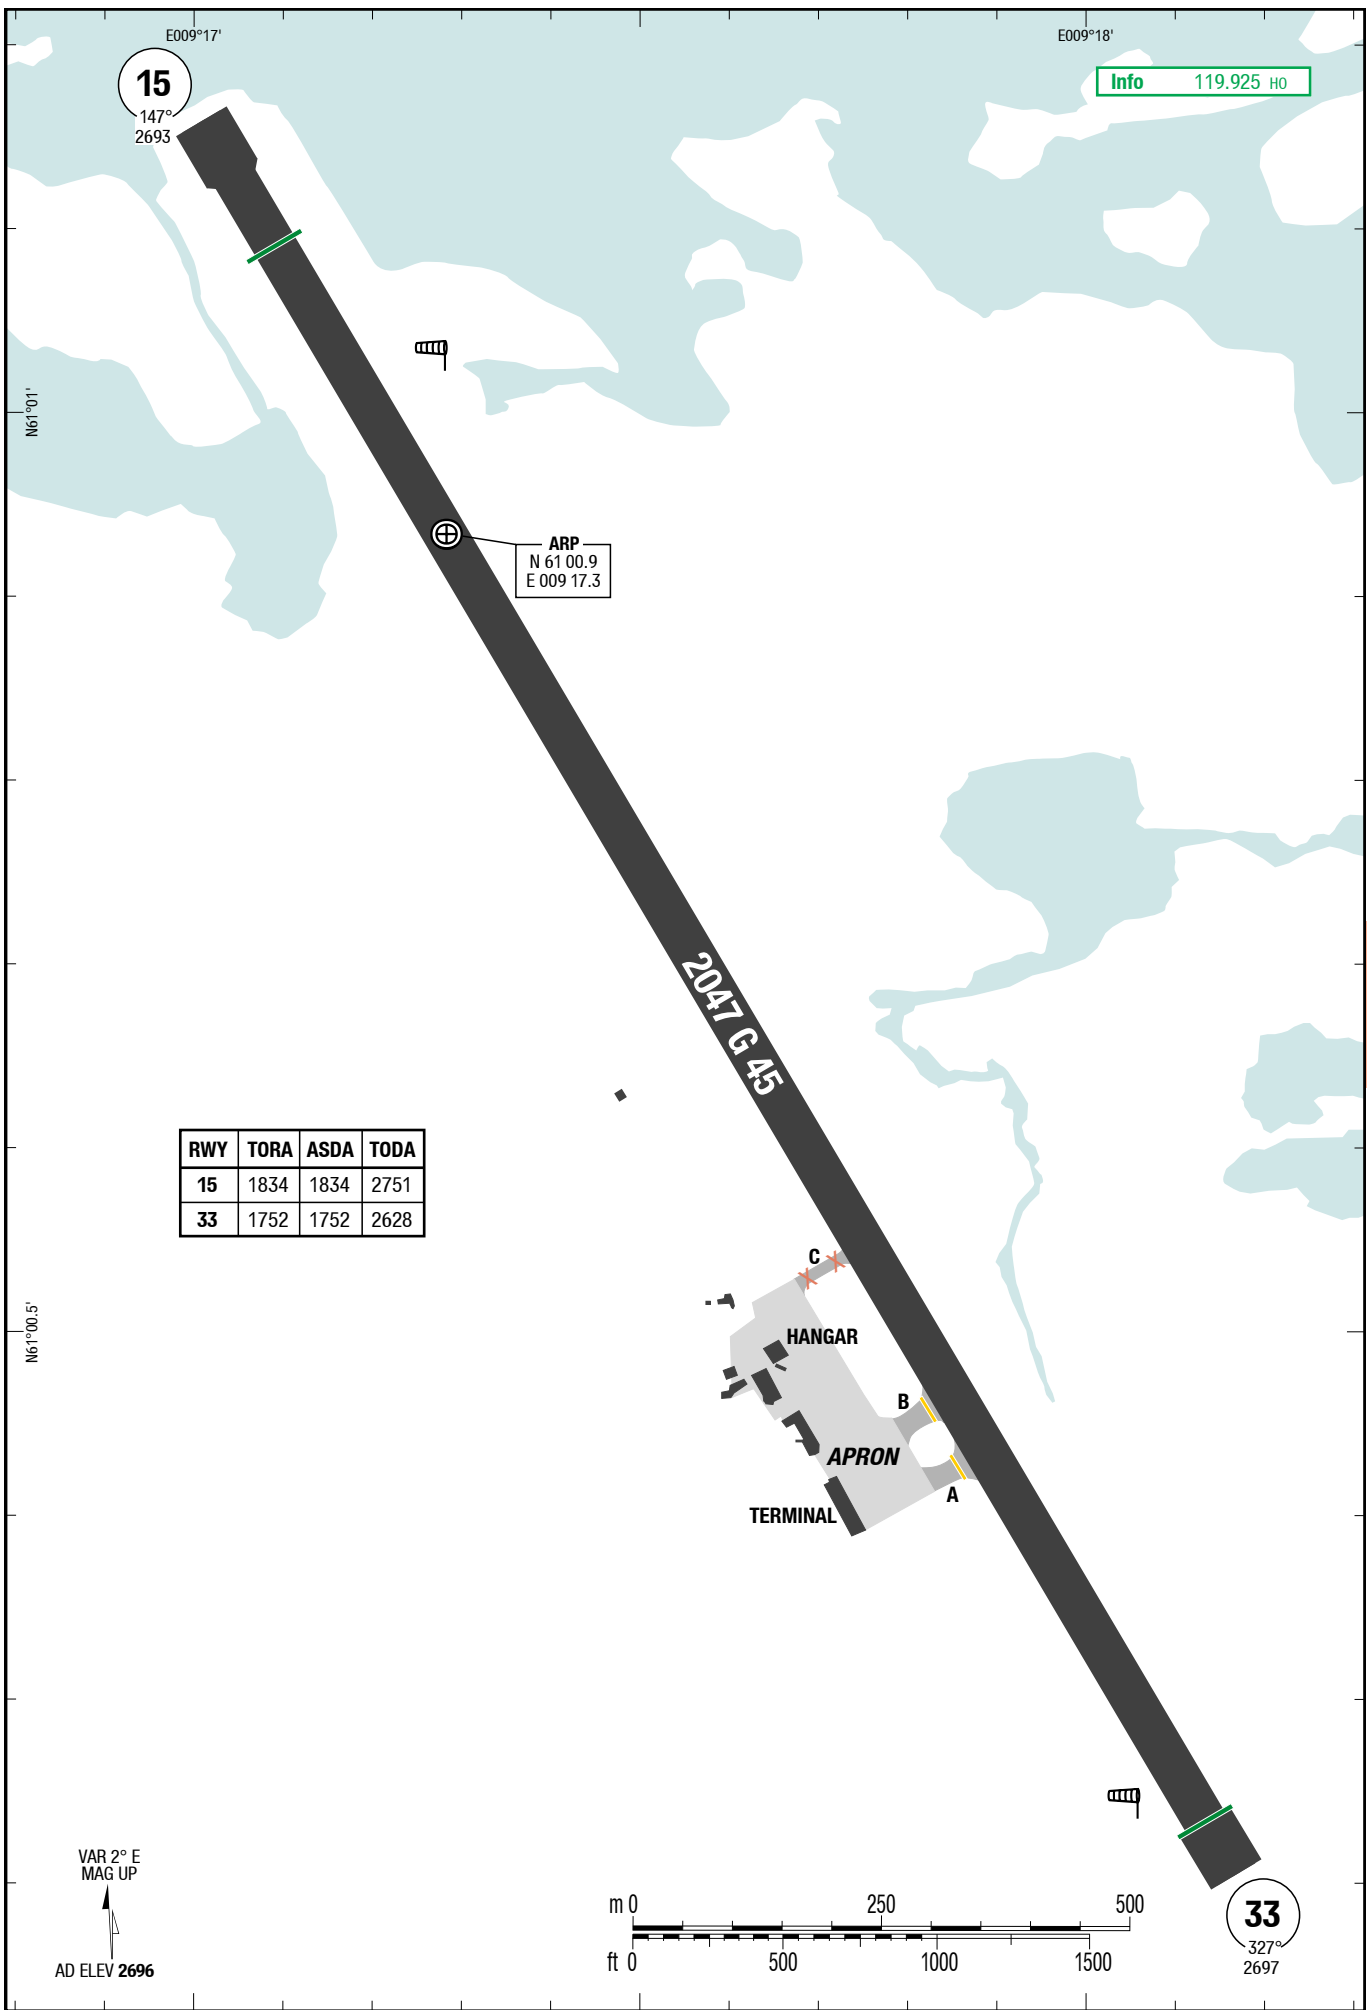 E009°17'
E009°18'
15
147°
2693
Info 119.925 HO
N61°01'
ARP
N 61 00.9
E 009 17.3
2047 G 45
RWY TORA ASDA TODA
15 1834 1834 2751
33 1752 1752 2628
C
N61°00.5'
HANGAR
B
APRON
A
TERMINAL
VAR 2° E
MAG UP
AD ELEV 2696
m 0 250 500
ft 0 500 1000 1500
33
327°
2697